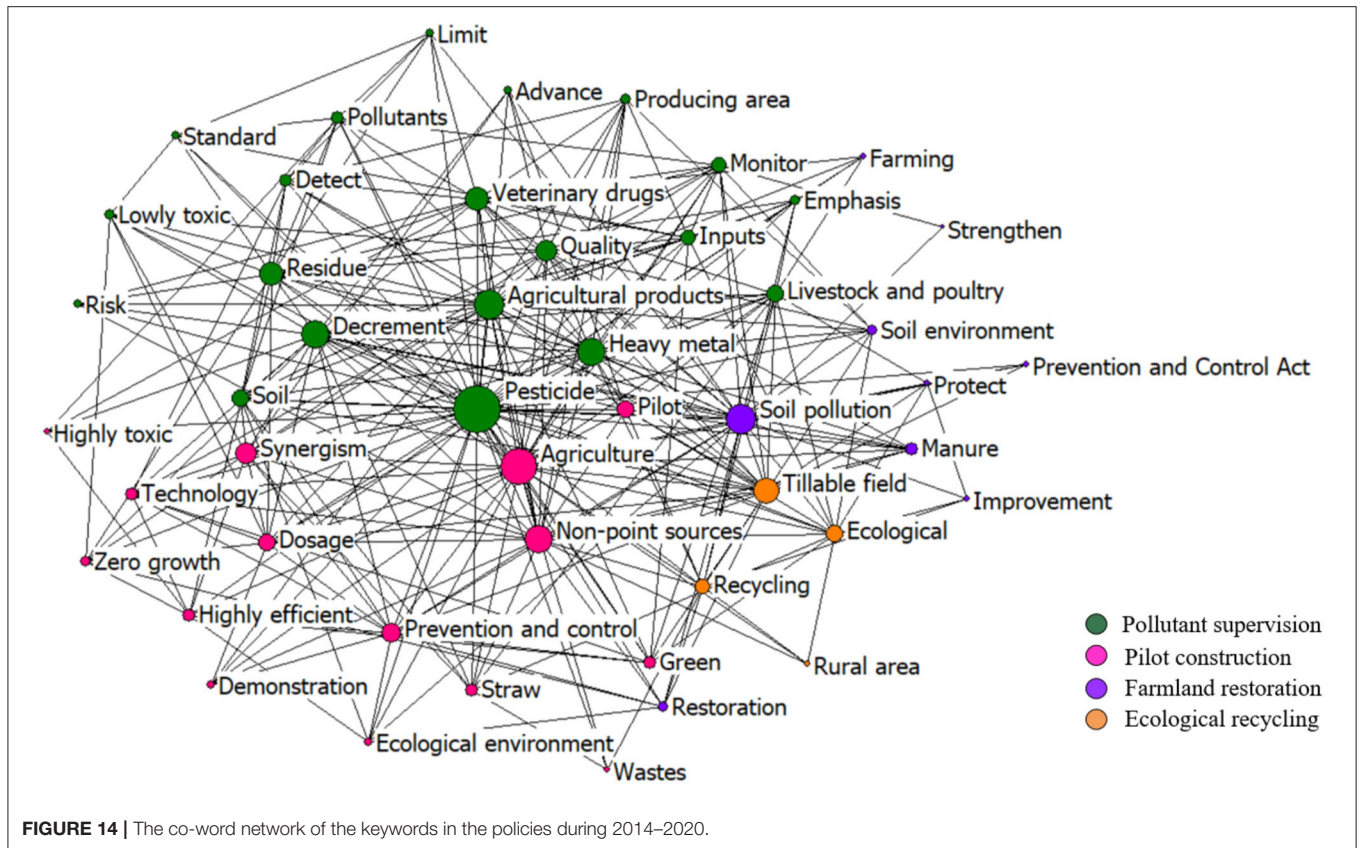 Limit
Advance
Producing area
Pollutants
Standard
Monitor
Farming
Detect
Veterinary drugs
Emphasis
Lowly toxic
Strengthen
Inputs
Quality
Residue
Livestock and poultry
Agricultural products
Risk
Decrement
Soil environment
Heavy metal
Prevention and Control Act
Protect
Pesticide
Soil
Pilot
Soil pollution
Highly toxic
Synergism
Manure
Agriculture
Tillable field
Technology
Improvement
Non-point sources
Ecological
Dosage
Zero growth
Recycling
Highly efficient
Prevention and control
Green
Rural area
Demonstration
Straw
Restoration
Ecological environment
Wastes
Pollutant supervision
Pilot construction
Farmland restoration
Ecological recycling
FIGURE 14 | The co-word network of the keywords in the policies during 2014–2020.